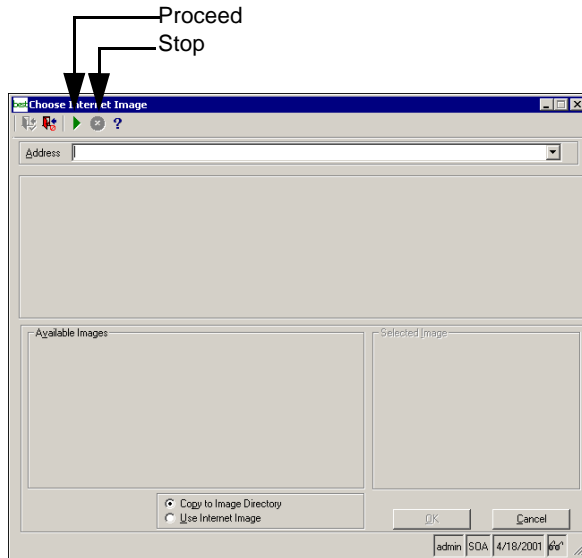 Proceed
Stop
best Choose Internet Image
?
Address
Available Images
Selected Image
Copy to Image Directory
Use Internet Image
OK
Cancel
admin SOA 4/18/2001